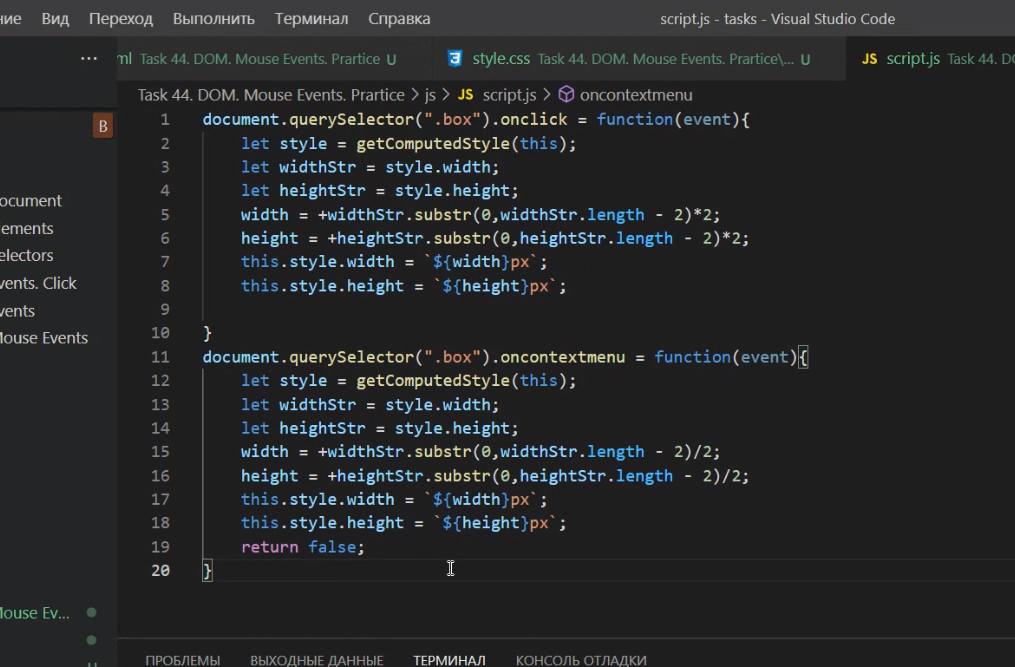 ние Вид Переход Выполнить Терминал Справка script.js - tasks - Visual Studio Code
··· ml Task 44. DOM. Mouse Events. Prartice U style.css Task 44. DOM. Mouse Events. Prartice\... U JS script.js Task 44. DO
Task 44. DOM. Mouse Events. Prartice > js > JS script.js > oncontextmenu
B
ocument
lements
electors
vents. Click
vents
Mouse Events
Mouse Ev...
U
1 document.querySelector(".box").onclick = function(event){
2 let style = getComputedStyle(this);
3 let widthStr = style.width;
4 let heightStr = style.height;
5 width = +widthStr.substr(0,widthStr.length - 2)*2;
6 height = +heightStr.substr(0,heightStr.length - 2)*2;
7 this.style.width = `${width}px`;
8 this.style.height = `${height}px`;
9
10 }
11 document.querySelector(".box").oncontextmenu = function(event){
12 let style = getComputedStyle(this);
13 let widthStr = style.width;
14 let heightStr = style.height;
15 width = +widthStr.substr(0,widthStr.length - 2)/2;
16 height = +heightStr.substr(0,heightStr.length - 2)/2;
17 this.style.width = `${width}px`;
18 this.style.height = `${height}px`;
19 return false;
20 }
ПРОБЛЕМЫ ВЫХОДНЫЕ ДАННЫЕ ТЕРМИНАЛ КОНСОЛЬ ОТЛАДКИ